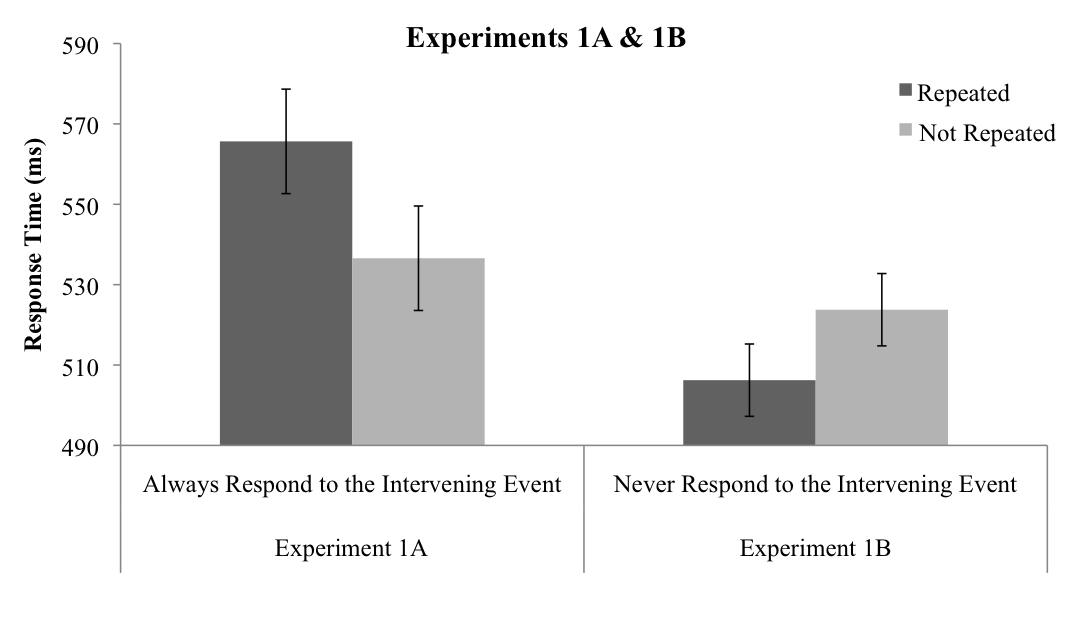 Experiments 1A & 1B
Repeated
Not Repeated
Response Time (ms)
590
570
550
530
510
490
Always Respond to the Intervening Event
Never Respond to the Intervening Event
Experiment 1A
Experiment 1B